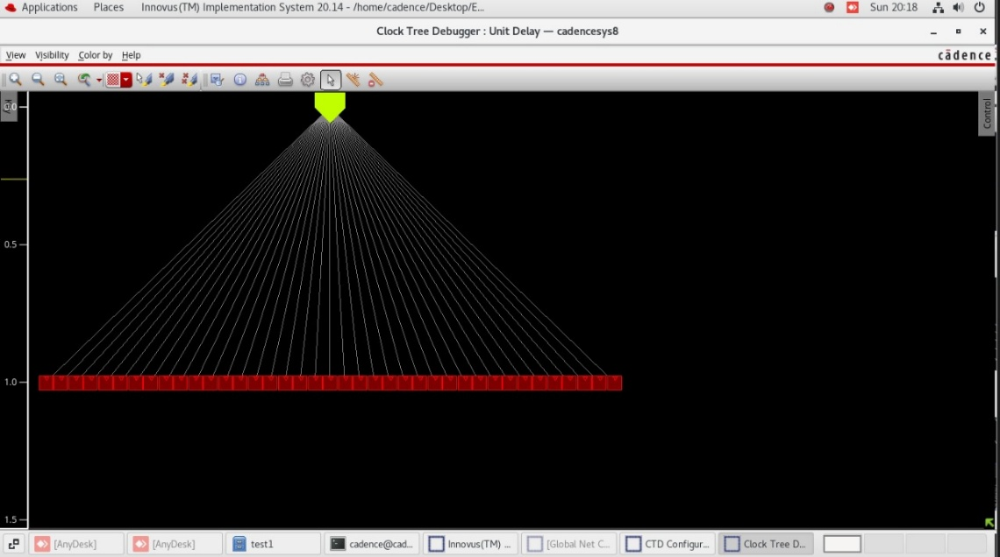 Applications Places Innovus(TM) Implementation System 20.14 - /home/cadence/Desktop/E... Sun 20:18
Clock Tree Debugger : Unit Delay — cadencesys8
View Visibility Color by Help cādence
Key
0.0
Control
0.5
1.0
1.5
[AnyDesk] [AnyDesk] test1 cadence@cad... Innovus(TM) ... [Global Net C... CTD Configur... Clock Tree D...